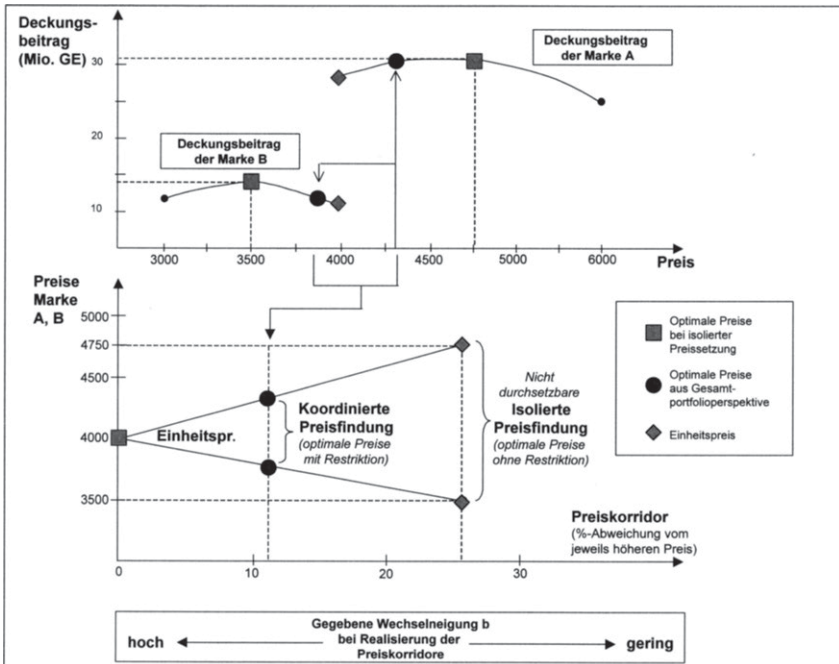 Deckungs-
beitrag
(Mio. GE)
30
20
10
Deckungsbeitrag
der Marke A
Deckungsbeitrag
der Marke B
3000 3500 4000 4500 5000 6000
Preis
Preise
Marke
A, B
5000
4750
4500
4000
3500
Einheitspr.
Koordinierte
Preisfindung
(optimale Preise
mit Restriktion)
Nicht
durchsetzbare
Isolierte
Preisfindung
(optimale Preise
ohne Restriktion)
Optimale Preise
bei isolierter
Preissetzung
Optimale Preise
aus Gesamt-
portfolioperspektive
Einheitspreis
Preiskorridor
(%-Abweichung vom
jeweils höheren Preis)
0 10 20 30
Gegebene Wechselneigung b
bei Realisierung der
Preiskorridore
hoch
gering